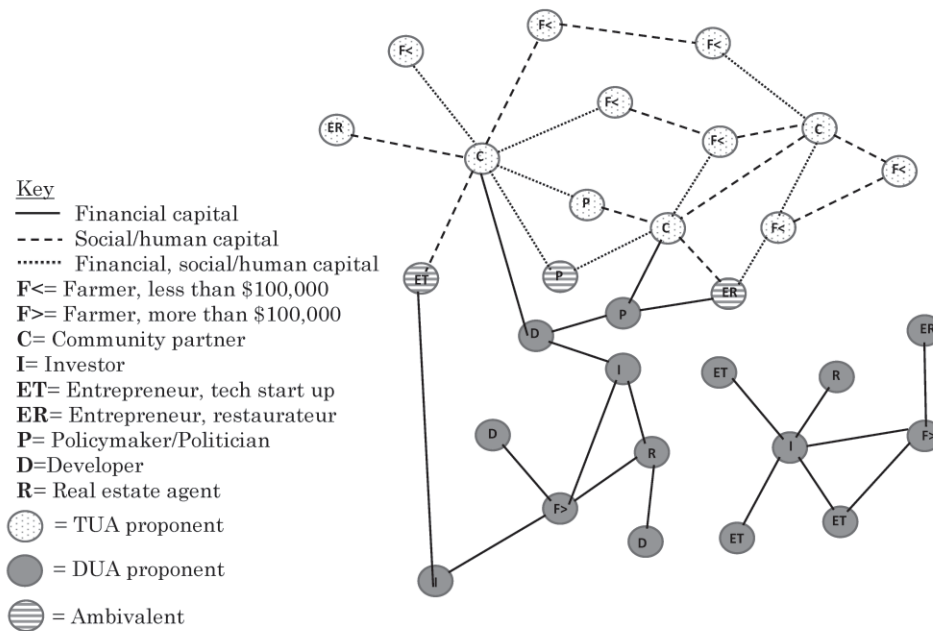 F<
F<
F<
F<
ER
F<
C
C
F<
P
C
F<
ET
P
ER
P
D
I
ER
ET
R
D
R
I
F>
F>
D
ET
ET
I
Key
Financial capital
Social/human capital
Financial, social/human capital
F<= Farmer, less than $100,000
F>= Farmer, more than $100,000
C= Community partner
I= Investor
ET= Entrepreneur, tech start up
ER= Entrepreneur, restaurateur
P= Policymaker/Politician
D=Developer
R= Real estate agent
= TUA proponent
= DUA proponent
= Ambivalent